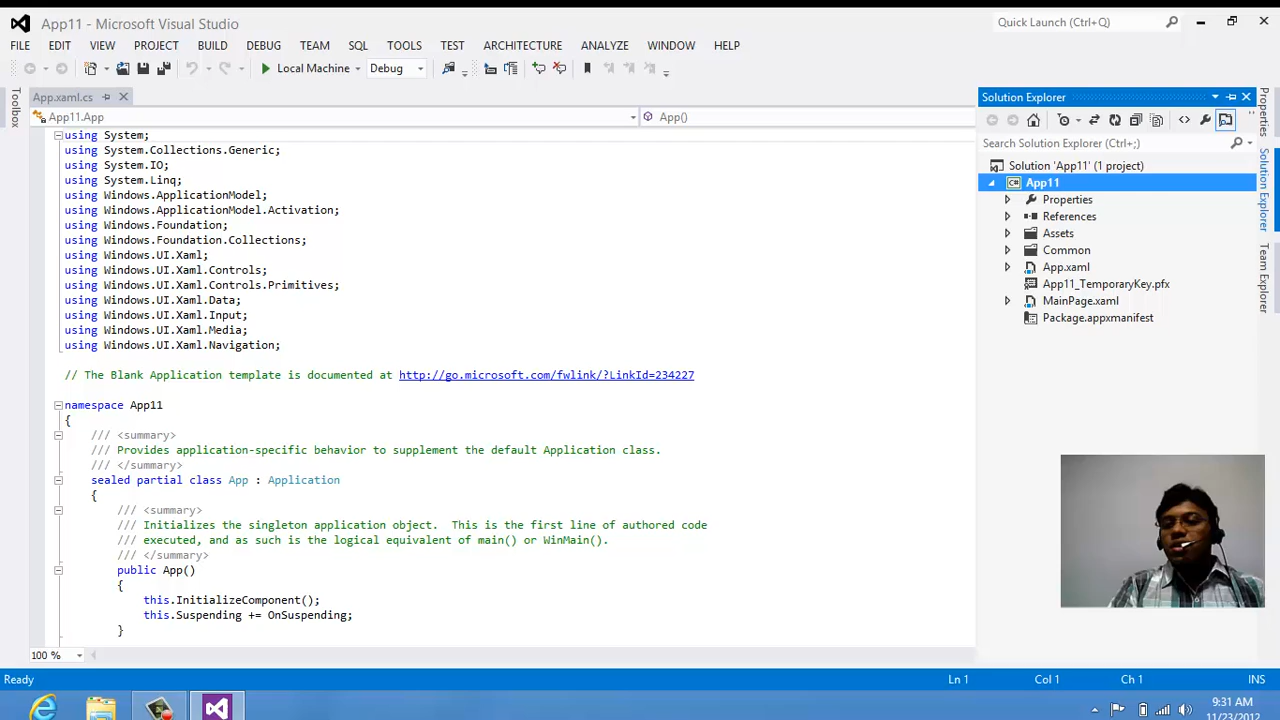 App11 - Microsoft Visual Studio
Quick Launch (Ctrl+Q)
FILE EDIT VIEW PROJECT BUILD DEBUG TEAM SQL TOOLS TEST ARCHITECTURE ANALYZE WINDOW HELP
Local Machine Debug
Toolbox
App.xaml.cs
App11.App
App()
using System;
using System.Collections.Generic;
using System.IO;
using System.Linq;
using Windows.ApplicationModel;
using Windows.ApplicationModel.Activation;
using Windows.Foundation;
using Windows.Foundation.Collections;
using Windows.UI.Xaml;
using Windows.UI.Xaml.Controls;
using Windows.UI.Xaml.Controls.Primitives;
using Windows.UI.Xaml.Data;
using Windows.UI.Xaml.Input;
using Windows.UI.Xaml.Media;
using Windows.UI.Xaml.Navigation;
// The Blank Application template is documented at http://go.microsoft.com/fwlink/?LinkId=234227
namespace App11
{
/// <summary>
/// Provides application-specific behavior to supplement the default Application class.
/// </summary>
sealed partial class App : Application
{
/// <summary>
/// Initializes the singleton application object.  This is the first line of authored code
/// executed, and as such is the logical equivalent of main() or WinMain().
/// </summary>
public App()
{
this.InitializeComponent();
this.Suspending += OnSuspending;
}
100 %
Solution Explorer
Search Solution Explorer (Ctrl+;)
Solution 'App11' (1 project)
C# App11
Properties
References
Assets
Common
App.xaml
App11_TemporaryKey.pfx
MainPage.xaml
Package.appxmanifest
Properties
Solution Explorer
Team Explorer
Ready
Ln 1 Col 1 Ch 1 INS
9:31 AM
11/23/2012